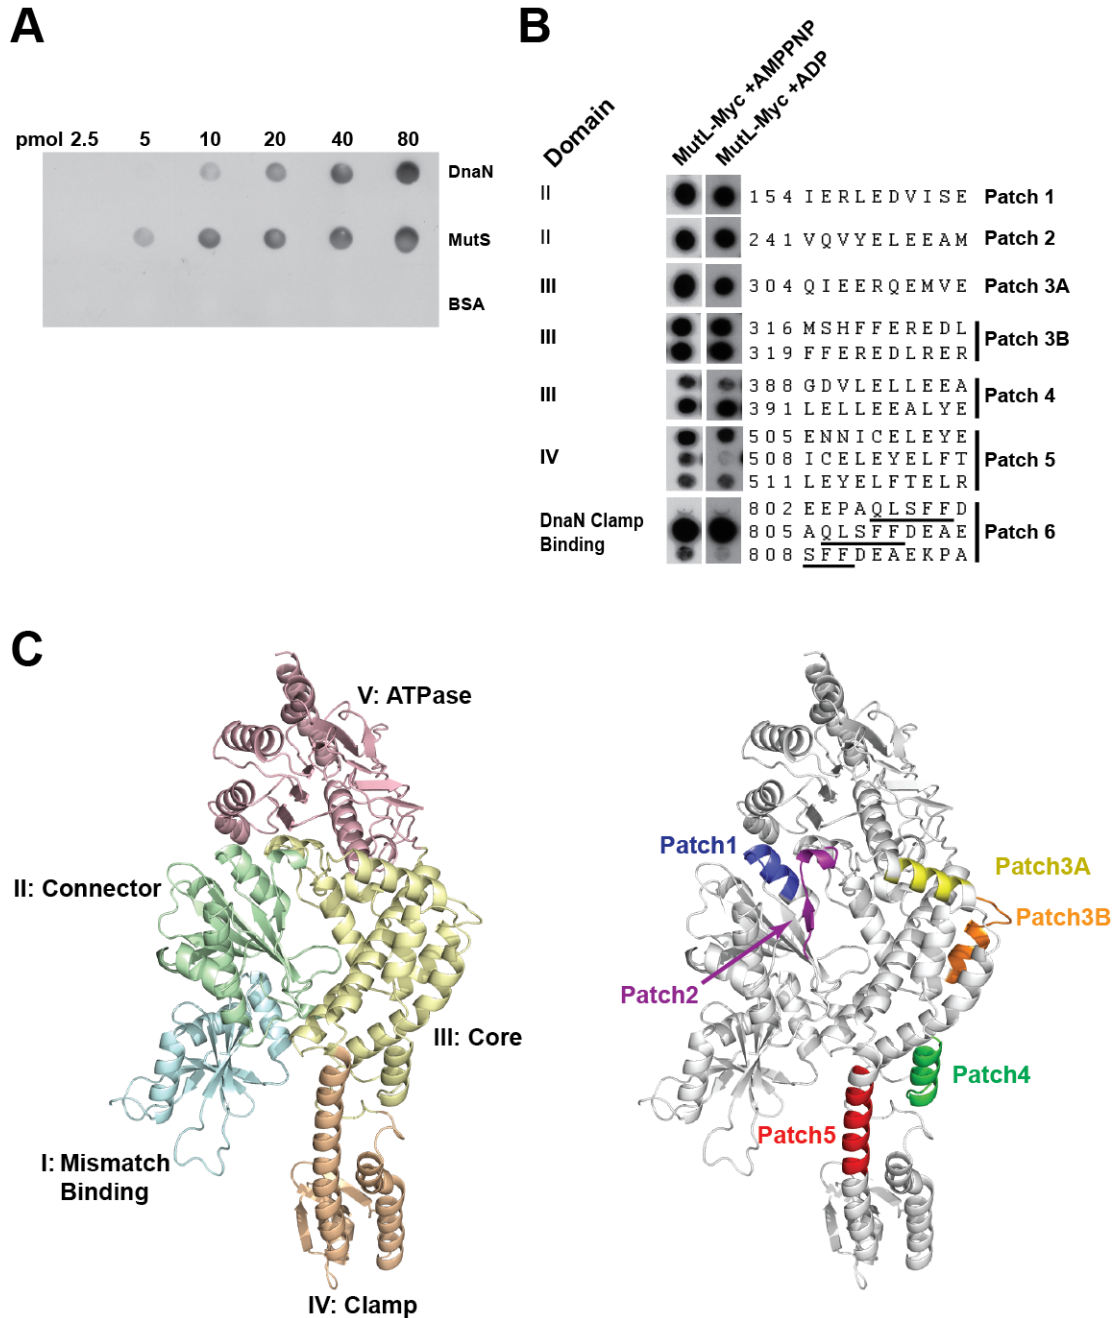 A
pmol 2.5 5 10 20 40 80
DnaN
MutS
BSA
B
Domain
MutL-Myc +AMPPNP
MutL-Myc +ADP
II 154 IERLEDVISE Patch 1
II 241 VQVYELEEAM Patch 2
III 304 QIEERQEMVE Patch 3A
III 316 MSHFFEREDL Patch 3B
319 FFEREDLRER
III 388 GDVLELLEEA Patch 4
391 LELLEEALYE
505 ENNICELEYE
IV 508 ICELEYELFT Patch 5
511 LEYELFTELR
DnaN Clamp Binding
802 EEPAQLSFFD
805 AQLSFFDEAE Patch 6
808 SFFDEAEKPA
C
V: ATPase
II: Connector
III: Core
I: Mismatch
Binding
IV: Clamp
Patch1
Patch3A
Patch3B
Patch2
Patch4
Patch5